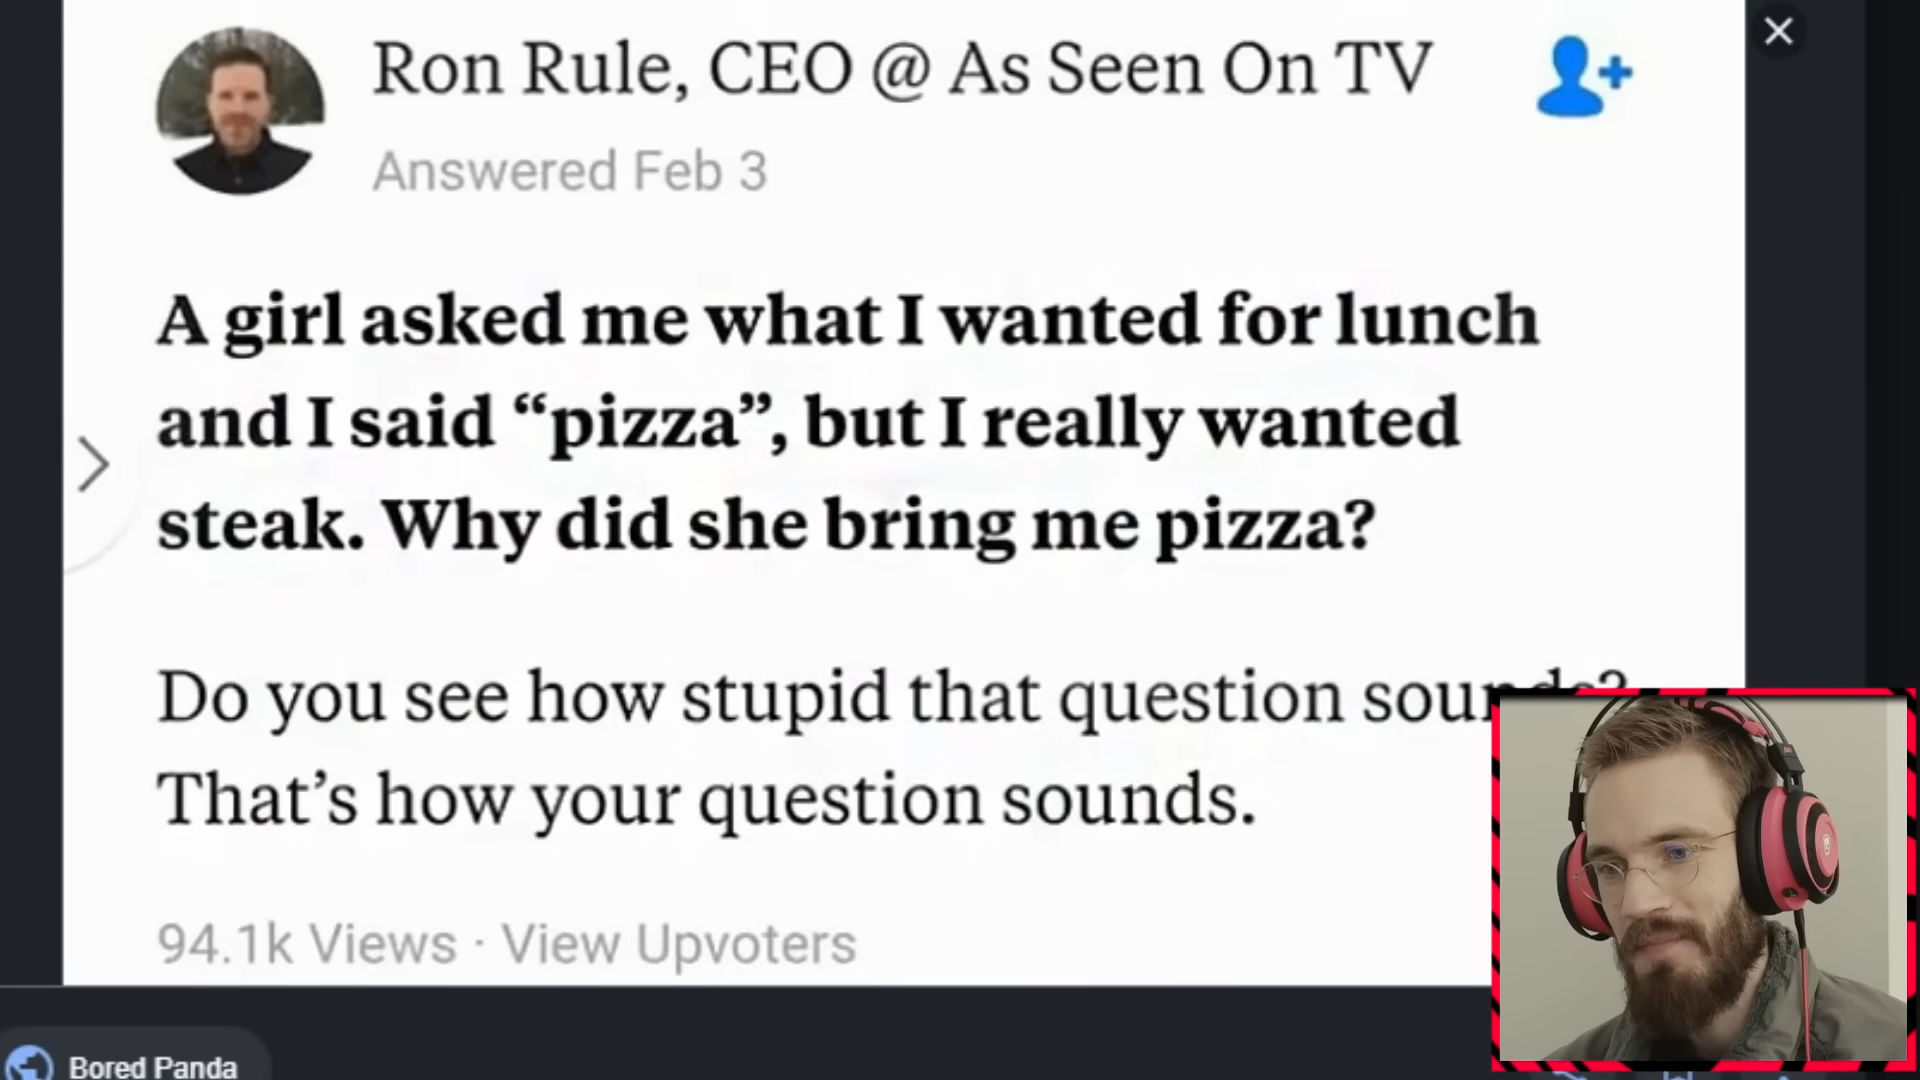 Ron Rule, CEO @ As Seen On TV
Answered Feb 3
A girl asked me what I wanted for lunch
and I said “pizza”, but I really wanted
steak. Why did she bring me pizza?
Do you see how stupid that question sounds?
That’s how your question sounds.
94.1k Views · View Upvoters
Bored Panda